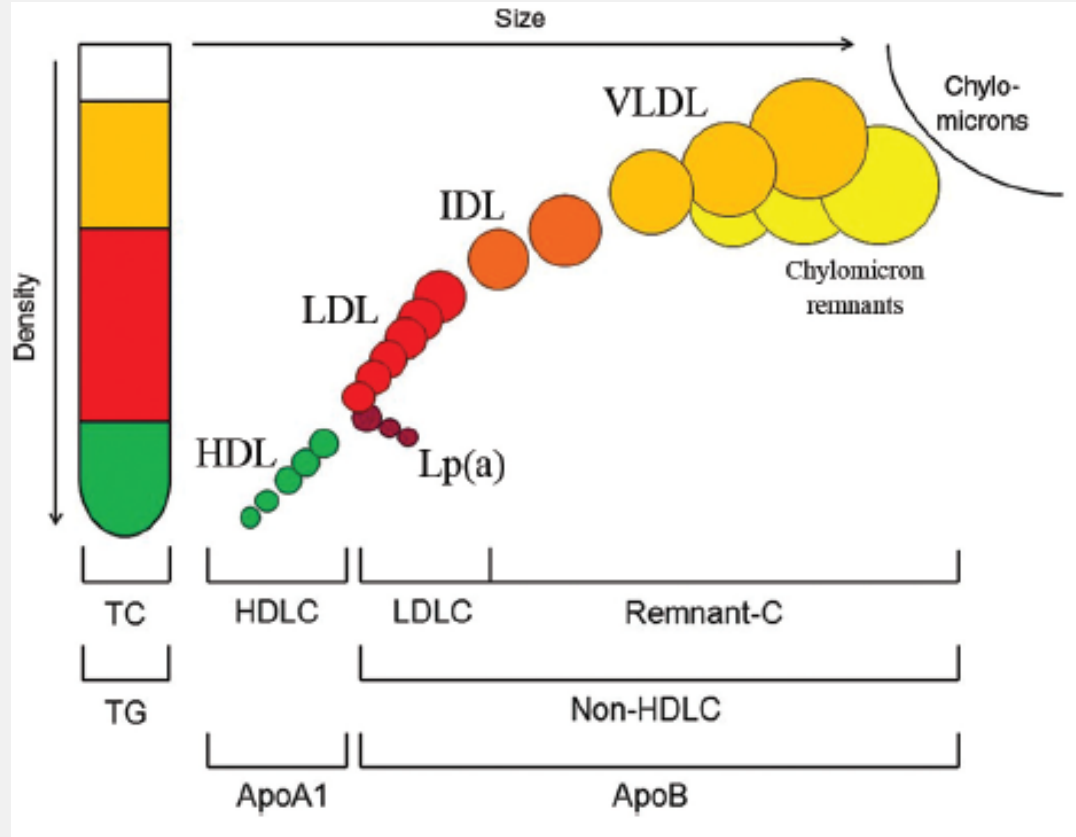 Size
Chylo-
microns
VLDL
IDL
Chylomicron
remnants
Density
LDL
HDL
Lp(a)
TC
HDLC
LDLC
Remnant-C
TG
Non-HDLC
ApoA1
ApoB